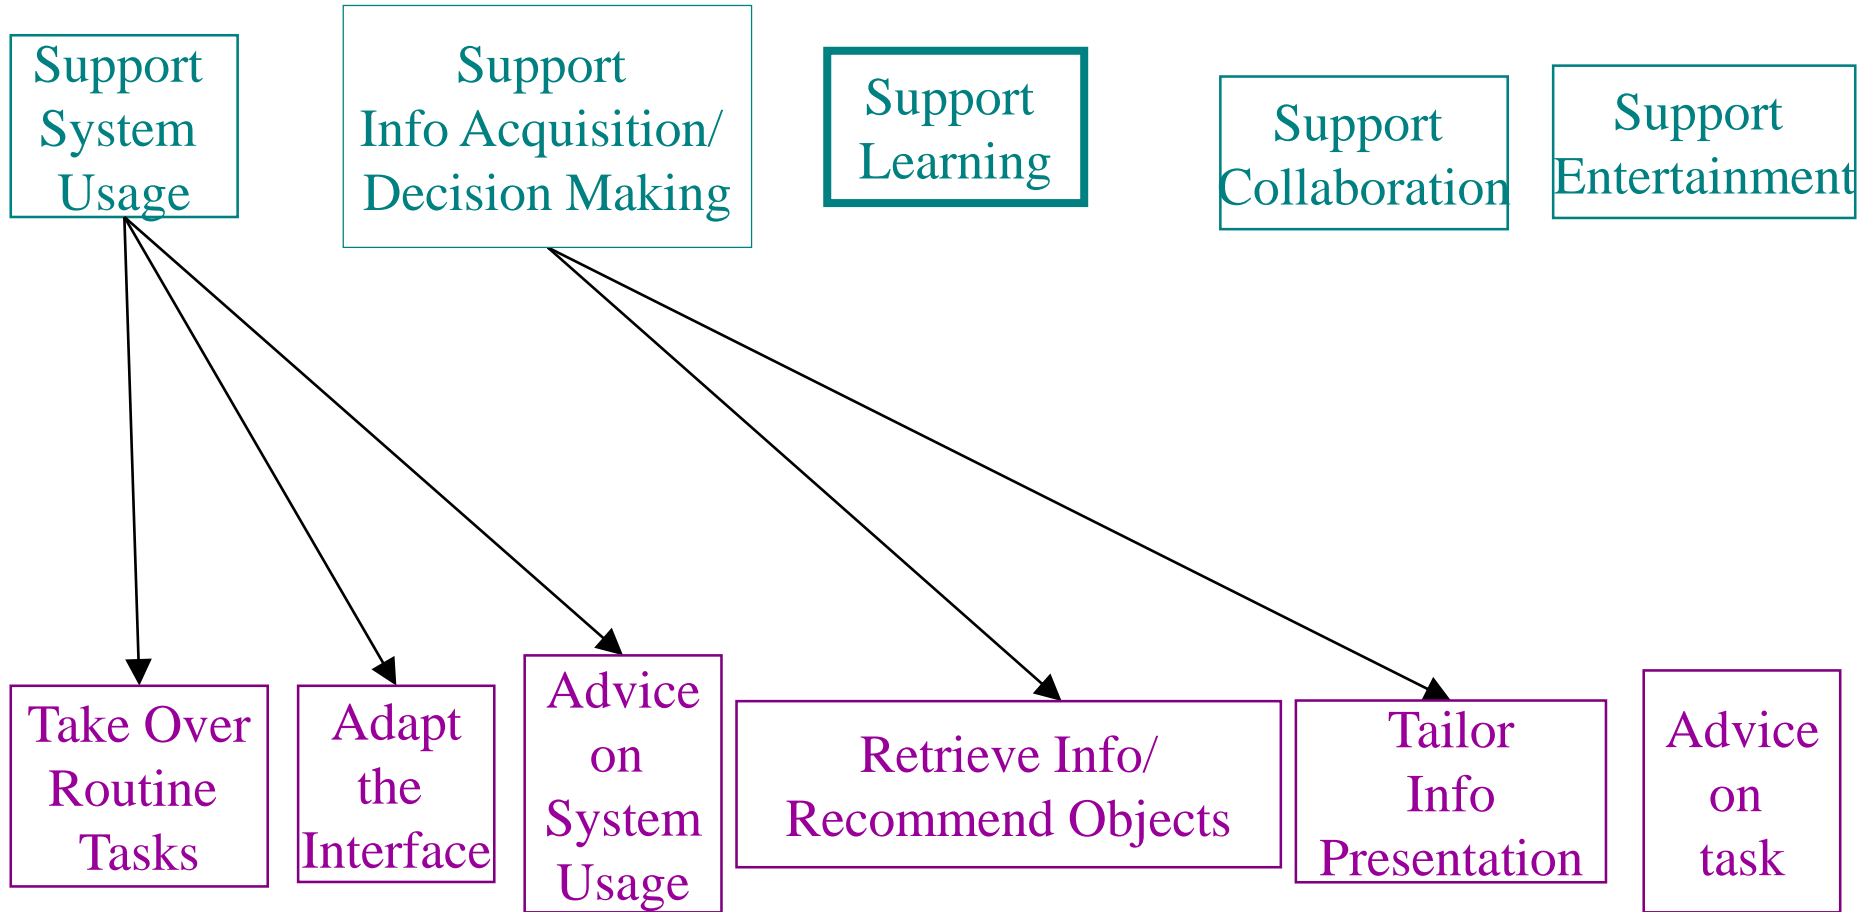 Support
System
Usage
Support
Info Acquisition/
Decision Making
Support
Learning
Support
Collaboration
Support
Entertainment
Take Over
Routine
Tasks
Adapt
the
Interface
Advice
on
System
Usage
Retrieve Info/
Recommend Objects
Tailor
Info
Presentation
Advice
on
task